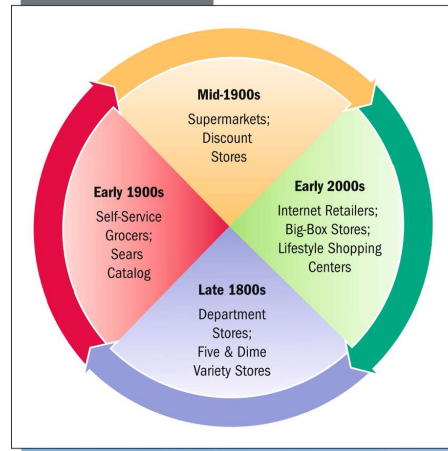 Mid-1900s
Supermarkets;
Discount
Stores
Early 1900s
Self-Service
Grocers;
Sears
Catalog
Early 2000s
Internet Retailers;
Big-Box Stores;
Lifestyle Shopping
Centers
Late 1800s
Department
Stores;
Five & Dime
Variety Stores